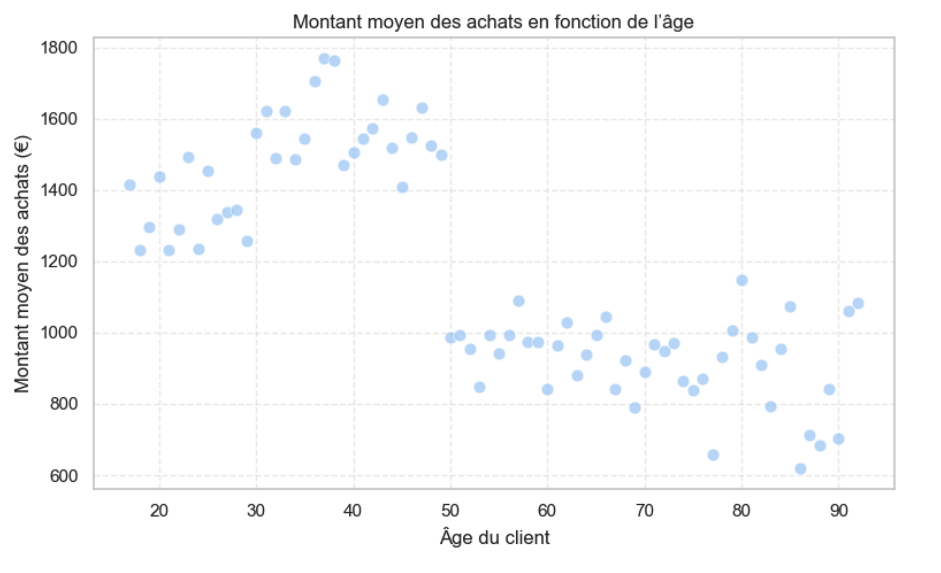 Montant moyen des achats en fonction de l'âge
Montant moyen des achats (€)
1800
1600
1400
1200
1000
800
600
20 30 40 50 60 70 80 90
Âge du client